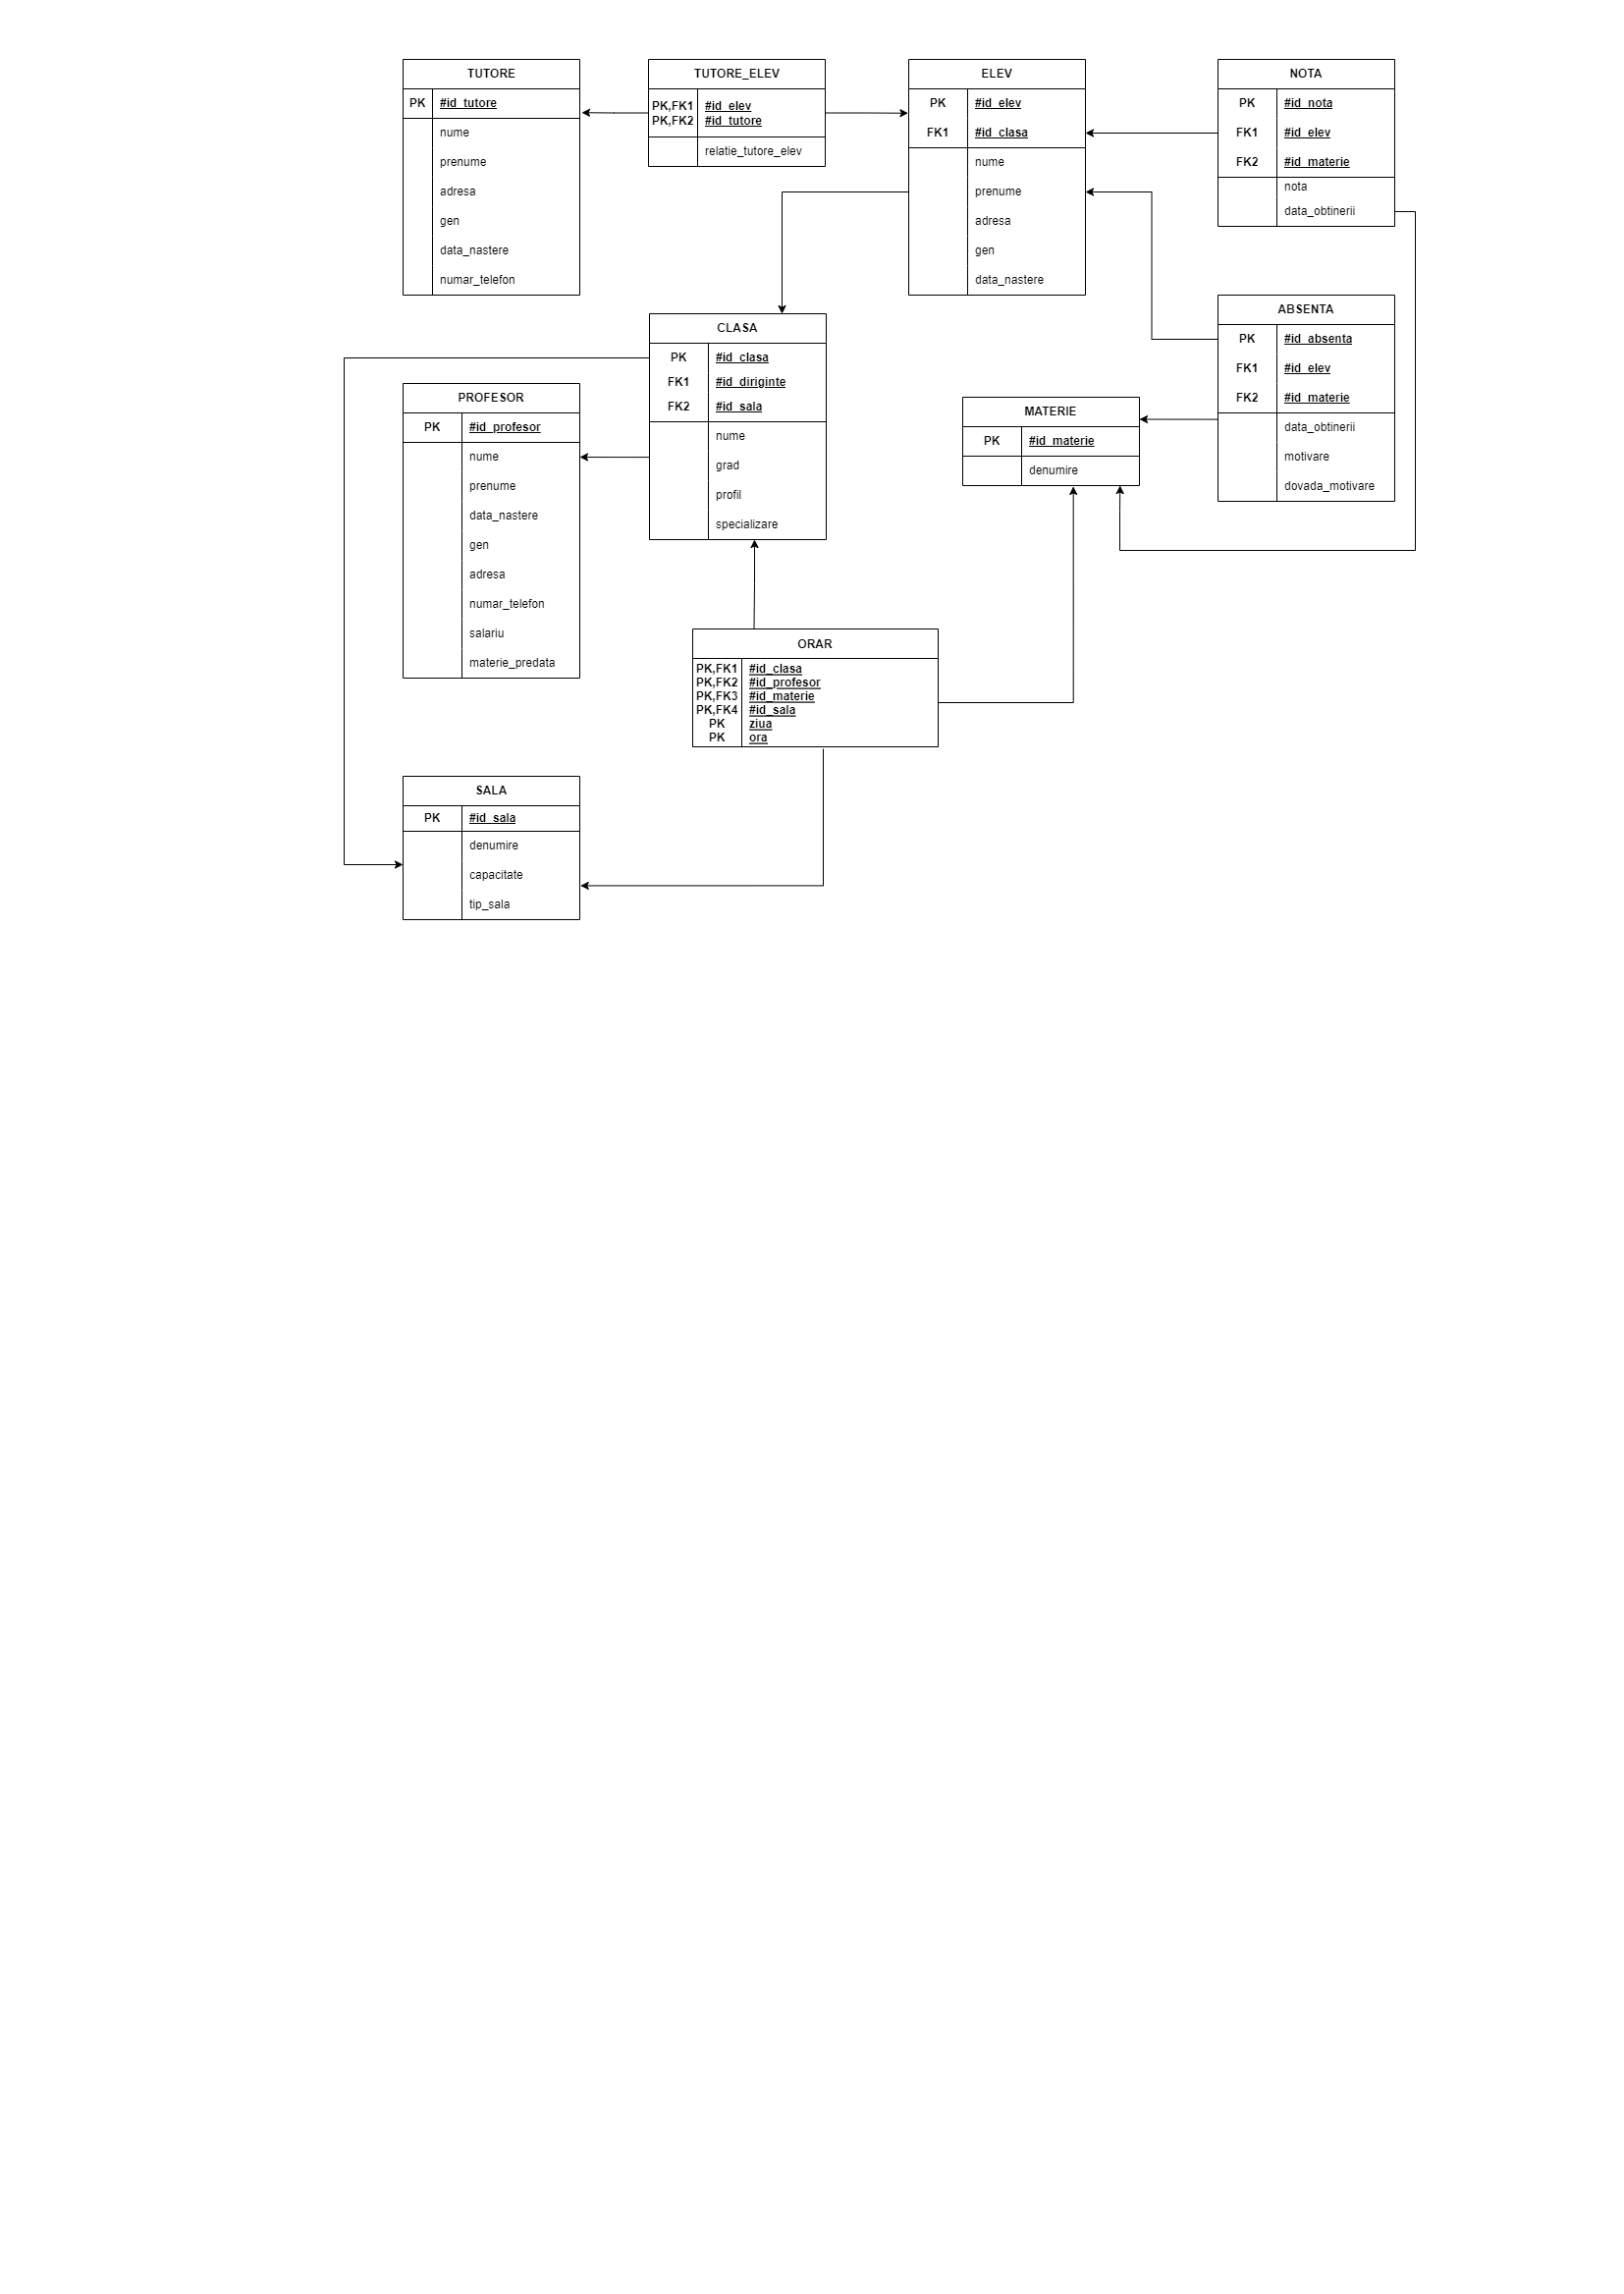 TUTORE
PK #id_tutore
nume
prenume
adresa
gen
data_nastere
numar_telefon
TUTORE_ELEV
PK,FK1 #id_elev
PK,FK2 #id_tutore
relatie_tutore_elev
ELEV
PK #id_elev
FK1 #id_clasa
nume
prenume
adresa
gen
data_nastere
NOTA
PK #id_nota
FK1 #id_elev
FK2 #id_materie
nota
data_obtinerii
ABSENTA
PK #id_absenta
FK1 #id_elev
FK2 #id_materie
data_obtinerii
motivare
dovada_motivare
CLASA
PK #id_clasa
FK1 #id_diriginte
FK2 #id_sala
nume
grad
profil
specializare
PROFESOR
PK #id_profesor
nume
prenume
data_nastere
gen
adresa
numar_telefon
salariu
materie_predata
MATERIE
PK #id_materie
denumire
ORAR
PK,FK1 #id_clasa
PK,FK2 #id_profesor
PK,FK3 #id_materie
PK,FK4 #id_sala
PK ziua
PK ora
SALA
PK #id_sala
denumire
capacitate
tip_sala